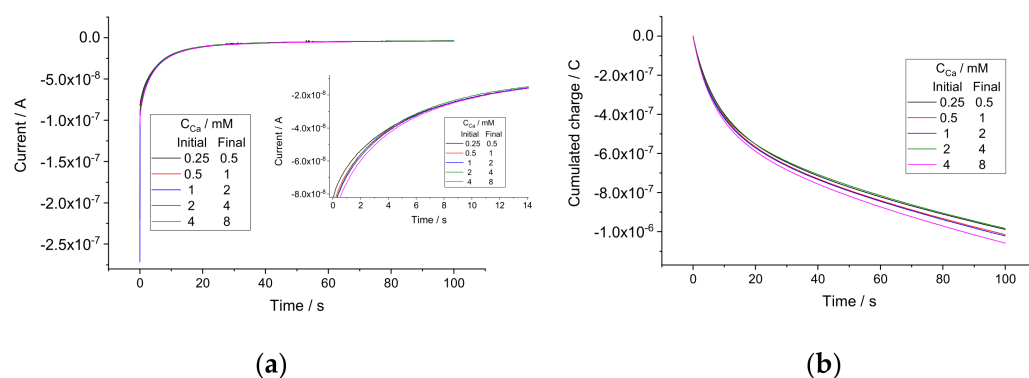 0.0
-5.0x10⁻⁸
-1.0x10⁻⁷
-1.5x10⁻⁷
-2.0x10⁻⁷
-2.5x10⁻⁷
Current / A
0 20 40 60 80 100
Time / s
C_Ca / mM
Initial Final
0.25 0.5
0.5 1
1 2
2 4
4 8
-2.0x10⁻⁸
-4.0x10⁻⁸
-6.0x10⁻⁸
-8.0x10⁻⁸
Current / A
0 2 4 6 8 10 12 14
Time / s
C_Ca / mM
Initial Final
0.25 0.5
0.5 1
1 2
2 4
4 8
(a)
0.0
-2.0x10⁻⁷
-4.0x10⁻⁷
-6.0x10⁻⁷
-8.0x10⁻⁷
-1.0x10⁻⁶
Cumulated charge / C
0 20 40 60 80 100
Time / s
C_Ca / mM
Initial Final
0.25 0.5
0.5 1
1 2
2 4
4 8
(b)